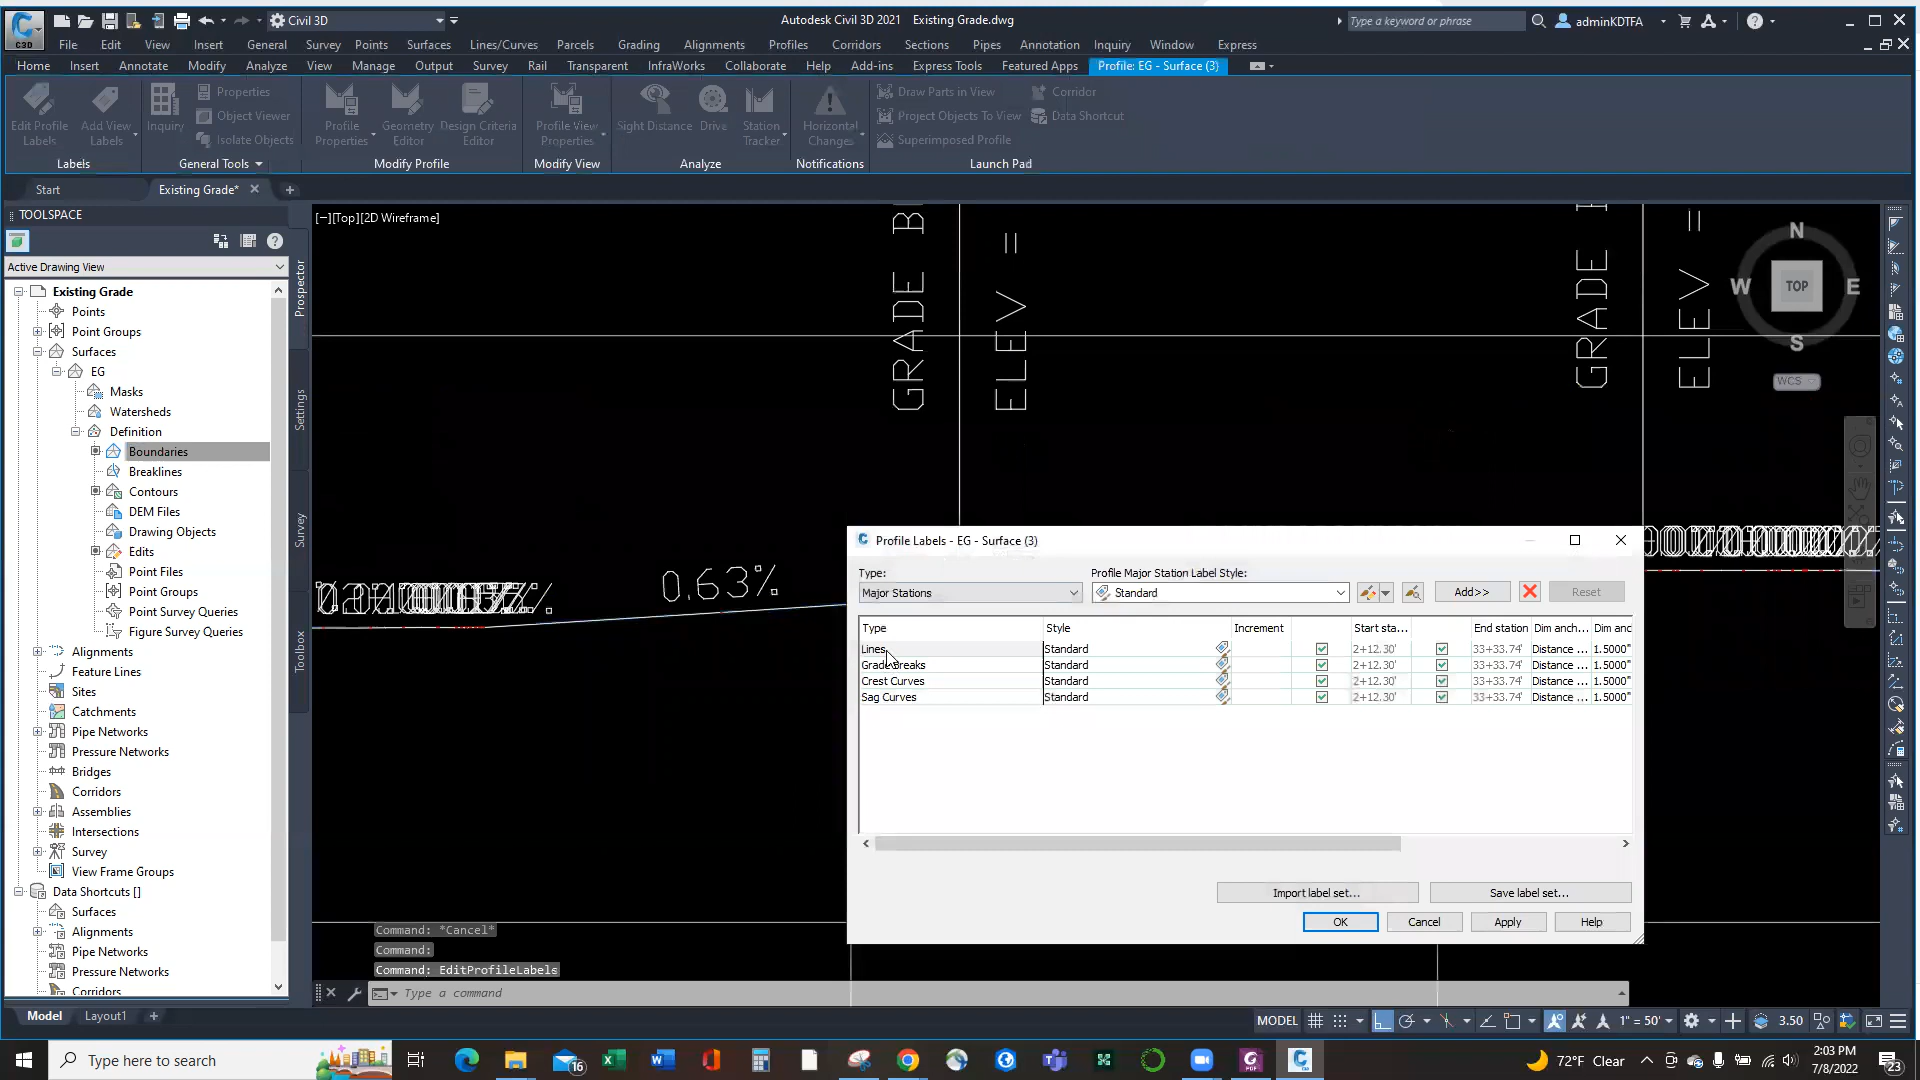 C3D
Civil 3D
Autodesk Civil 3D 2021 Existing Grade.dwg
Type a keyword or phrase
adminKDTFA
File Edit View Insert General Survey Points Surfaces Lines/Curves Parcels Grading Alignments Profiles Corridors Sections Pipes Annotation Inquiry Window Express
Home Insert Annotate Modify Analyze View Manage Output Survey Rail Transparent InfraWorks Collaborate Help Add-ins Express Tools Featured Apps Profile: EG - Surface (3)
Edit Profile Labels
Add View Labels
Inquiry
Properties
Object Viewer
Isolate Objects
Profile Properties
Geometry Editor
Design Criteria Editor
Profile View Properties
Sight Distance
Drive
Station Tracker
Horizontal Changes
Draw Parts in View
Project Objects To View
Superimposed Profile
Corridor
Data Shortcut
Labels
General Tools
Modify Profile
Modify View
Analyze
Notifications
Launch Pad
Start
Existing Grade*
TOOLSPACE
[−][Top][2D Wireframe]
Active Drawing View
Prospector
Settings
Survey
Toolbox
Existing Grade
Points
Point Groups
Surfaces
EG
Masks
Watersheds
Definition
Boundaries
Breaklines
Contours
DEM Files
Drawing Objects
Edits
Point Files
Point Groups
Point Survey Queries
Figure Survey Queries
Alignments
Feature Lines
Sites
Catchments
Pipe Networks
Pressure Networks
Bridges
Corridors
Assemblies
Intersections
Survey
View Frame Groups
Data Shortcuts []
Surfaces
Alignments
Pipe Networks
Pressure Networks
Corridors
GRADE
ELEV =
GRADE
ELEV =
0.63%
N
W TOP E
S
WCS
Profile Labels - EG - Surface (3)
Type:
Major Stations
Profile Major Station Label Style:
Standard
Add>>
Reset
Type Style Increment Start sta... End station Dim anch... Dim anc
Lines Standard 2+12.30' 33+33.74' Distance ... 1.5000"
Grade Breaks Standard 2+12.30' 33+33.74' Distance ... 1.5000"
Crest Curves Standard 2+12.30' 33+33.74' Distance ... 1.5000"
Sag Curves Standard 2+12.30' 33+33.74' Distance ... 1.5000"
Import label set...
Save label set...
OK
Cancel
Apply
Help
Command: *Cancel*
Command:
Command: EditProfileLabels
Type a command
Model
Layout1
MODEL
1" = 50'
3.50
Type here to search
16
72°F Clear
2:03 PM
7/8/2022
23